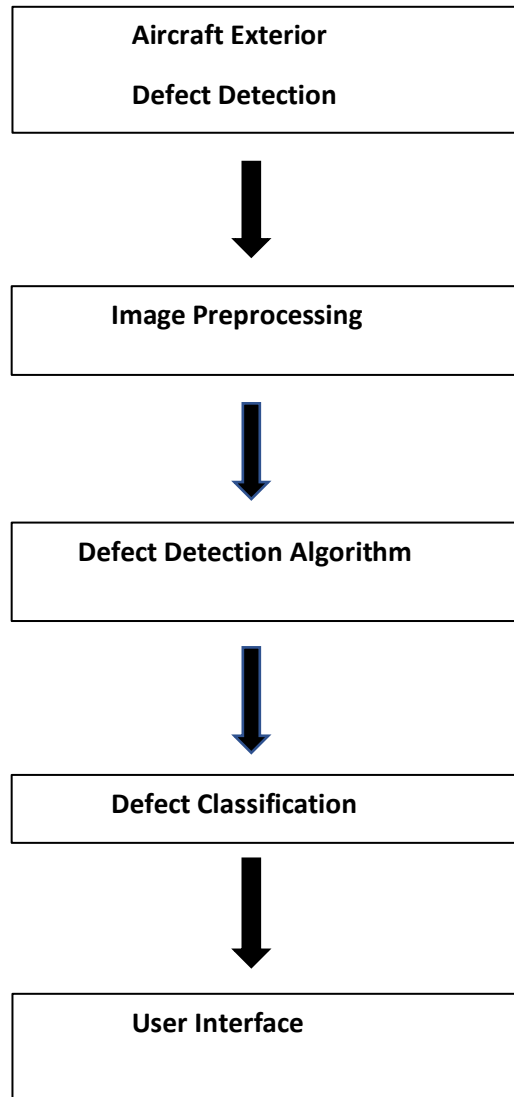 Aircraft Exterior
Defect Detection
Image Preprocessing
Defect Detection Algorithm
Defect Classification
User Interface